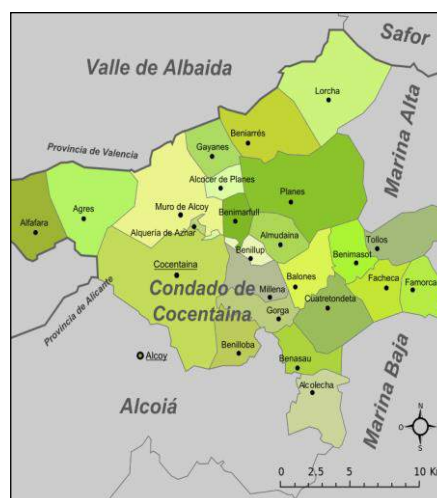 Safor
Valle de Albaida
Lorcha
Marina Alta
Beniarrés
Gayanes
Provincia de Valencia
Alcocer de Planes
Planes
Agres
Muro de Alcoy
Benimarfull
Alfafara
Alquería de Aznar
Almudaina
Tollos
Benillup
Benimasot
Cocentaina
Balones
Facheca
Famorca
Condado de
Cocentaina
Millena
Cuatretondeta
Gorga
Provincia de Alicante
Alcoy
Benilloba
Benasau
Marina Baja
Alcolecha
Alcoiá
N
O
E
S
0 2.5 5 10 Km